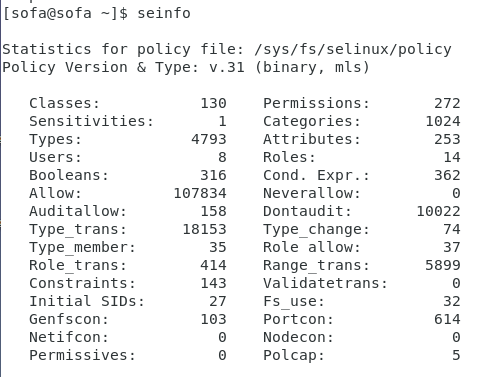 [sofa@sofa ~]$ seinfo
Statistics for policy file: /sys/fs/selinux/policy
Policy Version & Type: v.31 (binary, mls)
Classes: 130 Permissions: 272
Sensitivities: 1 Categories: 1024
Types: 4793 Attributes: 253
Users: 8 Roles: 14
Booleans: 316 Cond. Expr.: 362
Allow: 107834 Neverallow: 0
Auditallow: 158 Dontaudit: 10022
Type_trans: 18153 Type_change: 74
Type_member: 35 Role allow: 37
Role_trans: 414 Range_trans: 5899
Constraints: 143 Validatetrans: 0
Initial SIDs: 27 Fs_use: 32
Genfscon: 103 Portcon: 614
Netifcon: 0 Nodecon: 0
Permissives: 0 Polcap: 5